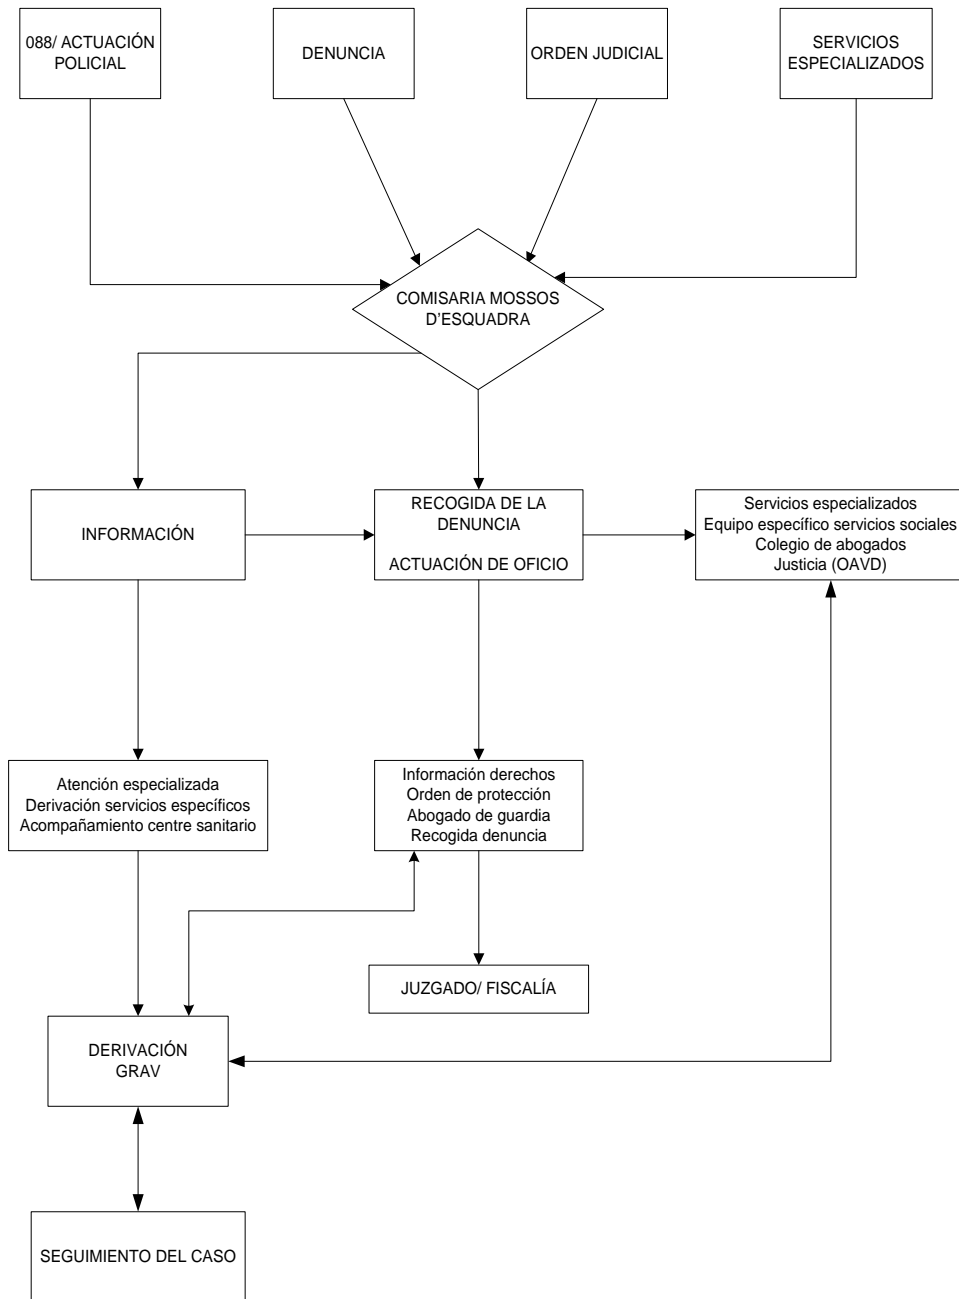 088/ ACTUACIÓN
POLICIAL
DENUNCIA
ORDEN JUDICIAL
SERVICIOS
ESPECIALIZADOS
COMISARIA MOSSOS
D'ESQUADRA
INFORMACIÓN
RECOGIDA DE LA
DENUNCIA
ACTUACIÓN DE OFICIO
Servicios especializados
Equipo específico servicios sociales
Colegio de abogados
Justicia (OAVD)
Atención especializada
Derivación servicios específicos
Acompañamiento centre sanitario
Información derechos
Orden de protección
Abogado de guardia
Recogida denuncia
JUZGADO/ FISCALÍA
DERIVACIÓN
GRAV
SEGUIMIENTO DEL CASO